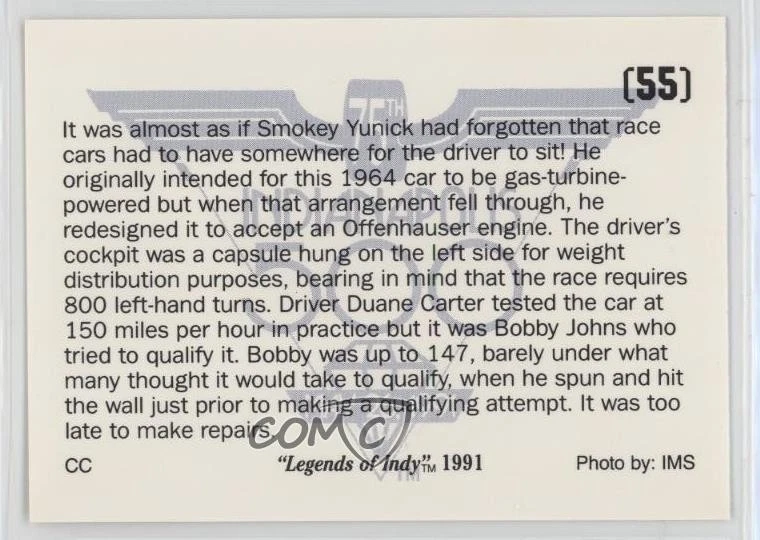 (55)
75TH
INDIANAPOLIS
500
It was almost as if Smokey Yunick had forgotten that race
cars had to have somewhere for the driver to sit! He
originally intended for this 1964 car to be gas-turbine-
powered but when that arrangement fell through, he
redesigned it to accept an Offenhauser engine. The driver's
cockpit was a capsule hung on the left side for weight
distribution purposes, bearing in mind that the race requires
800 left-hand turns. Driver Duane Carter tested the car at
150 miles per hour in practice but it was Bobby Johns who
tried to qualify it. Bobby was up to 147, barely under what
many thought it would take to qualify, when he spun and hit
the wall just prior to making a qualifying attempt. It was too
late to make repairs.
COM C
CC
"Legends of Indy"™ 1991
Photo by: IMS
TM